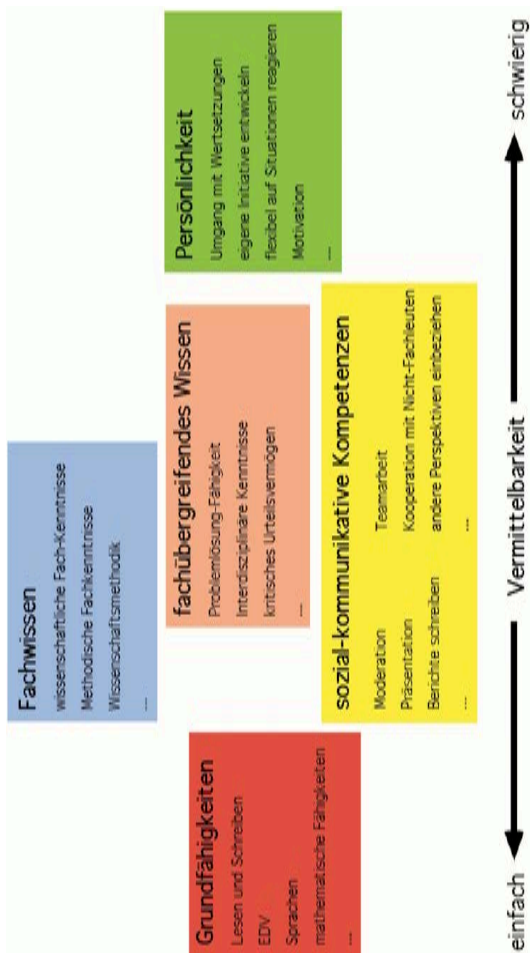 Fachwissen
wissenschaftliche Fach-Kenntnisse
Methodische Fachkenntnisse
Wissenschaftsmethodik
...
Grundfähigkeiten
Lesen und Schreiben
EDV
Sprachen
mathematische Fähigkeiten
...
fachübergreifendes Wissen
Problemlösung-Fähigkeit
Interdisziplinäre Kenntnisse
kritisches Urteilsvermögen
...
Persönlichkeit
Umgang mit Wertsetzungen
eigene Initiative entwickeln
flexibel auf Situationen reagieren
Motivation
...
sozial-kommunikative Kompetenzen
Moderation Teamarbeit
Präsentation Kooperation mit Nicht-Fachleuten
Berichte schreiben andere Perspektiven einbeziehen
...
einfach Vermittelbarkeit schwierig